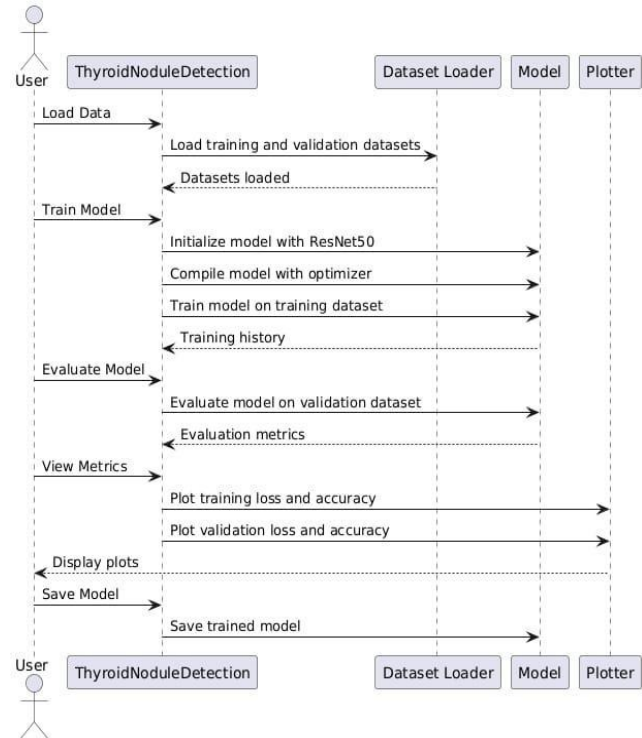 User
ThyroidNoduleDetection
Dataset Loader
Model
Plotter
Load Data
Load training and validation datasets
Datasets loaded
Train Model
Initialize model with ResNet50
Compile model with optimizer
Train model on training dataset
Training history
Evaluate Model
Evaluate model on validation dataset
Evaluation metrics
View Metrics
Plot training loss and accuracy
Plot validation loss and accuracy
Display plots
Save Model
Save trained model
User
ThyroidNoduleDetection
Dataset Loader
Model
Plotter